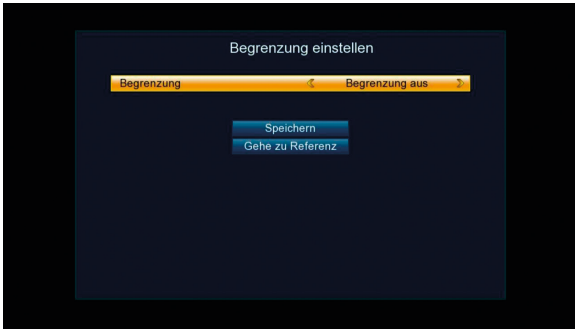 Begrenzung einstellen
Begrenzung Begrenzung aus
Speichern
Gehe zu Referenz